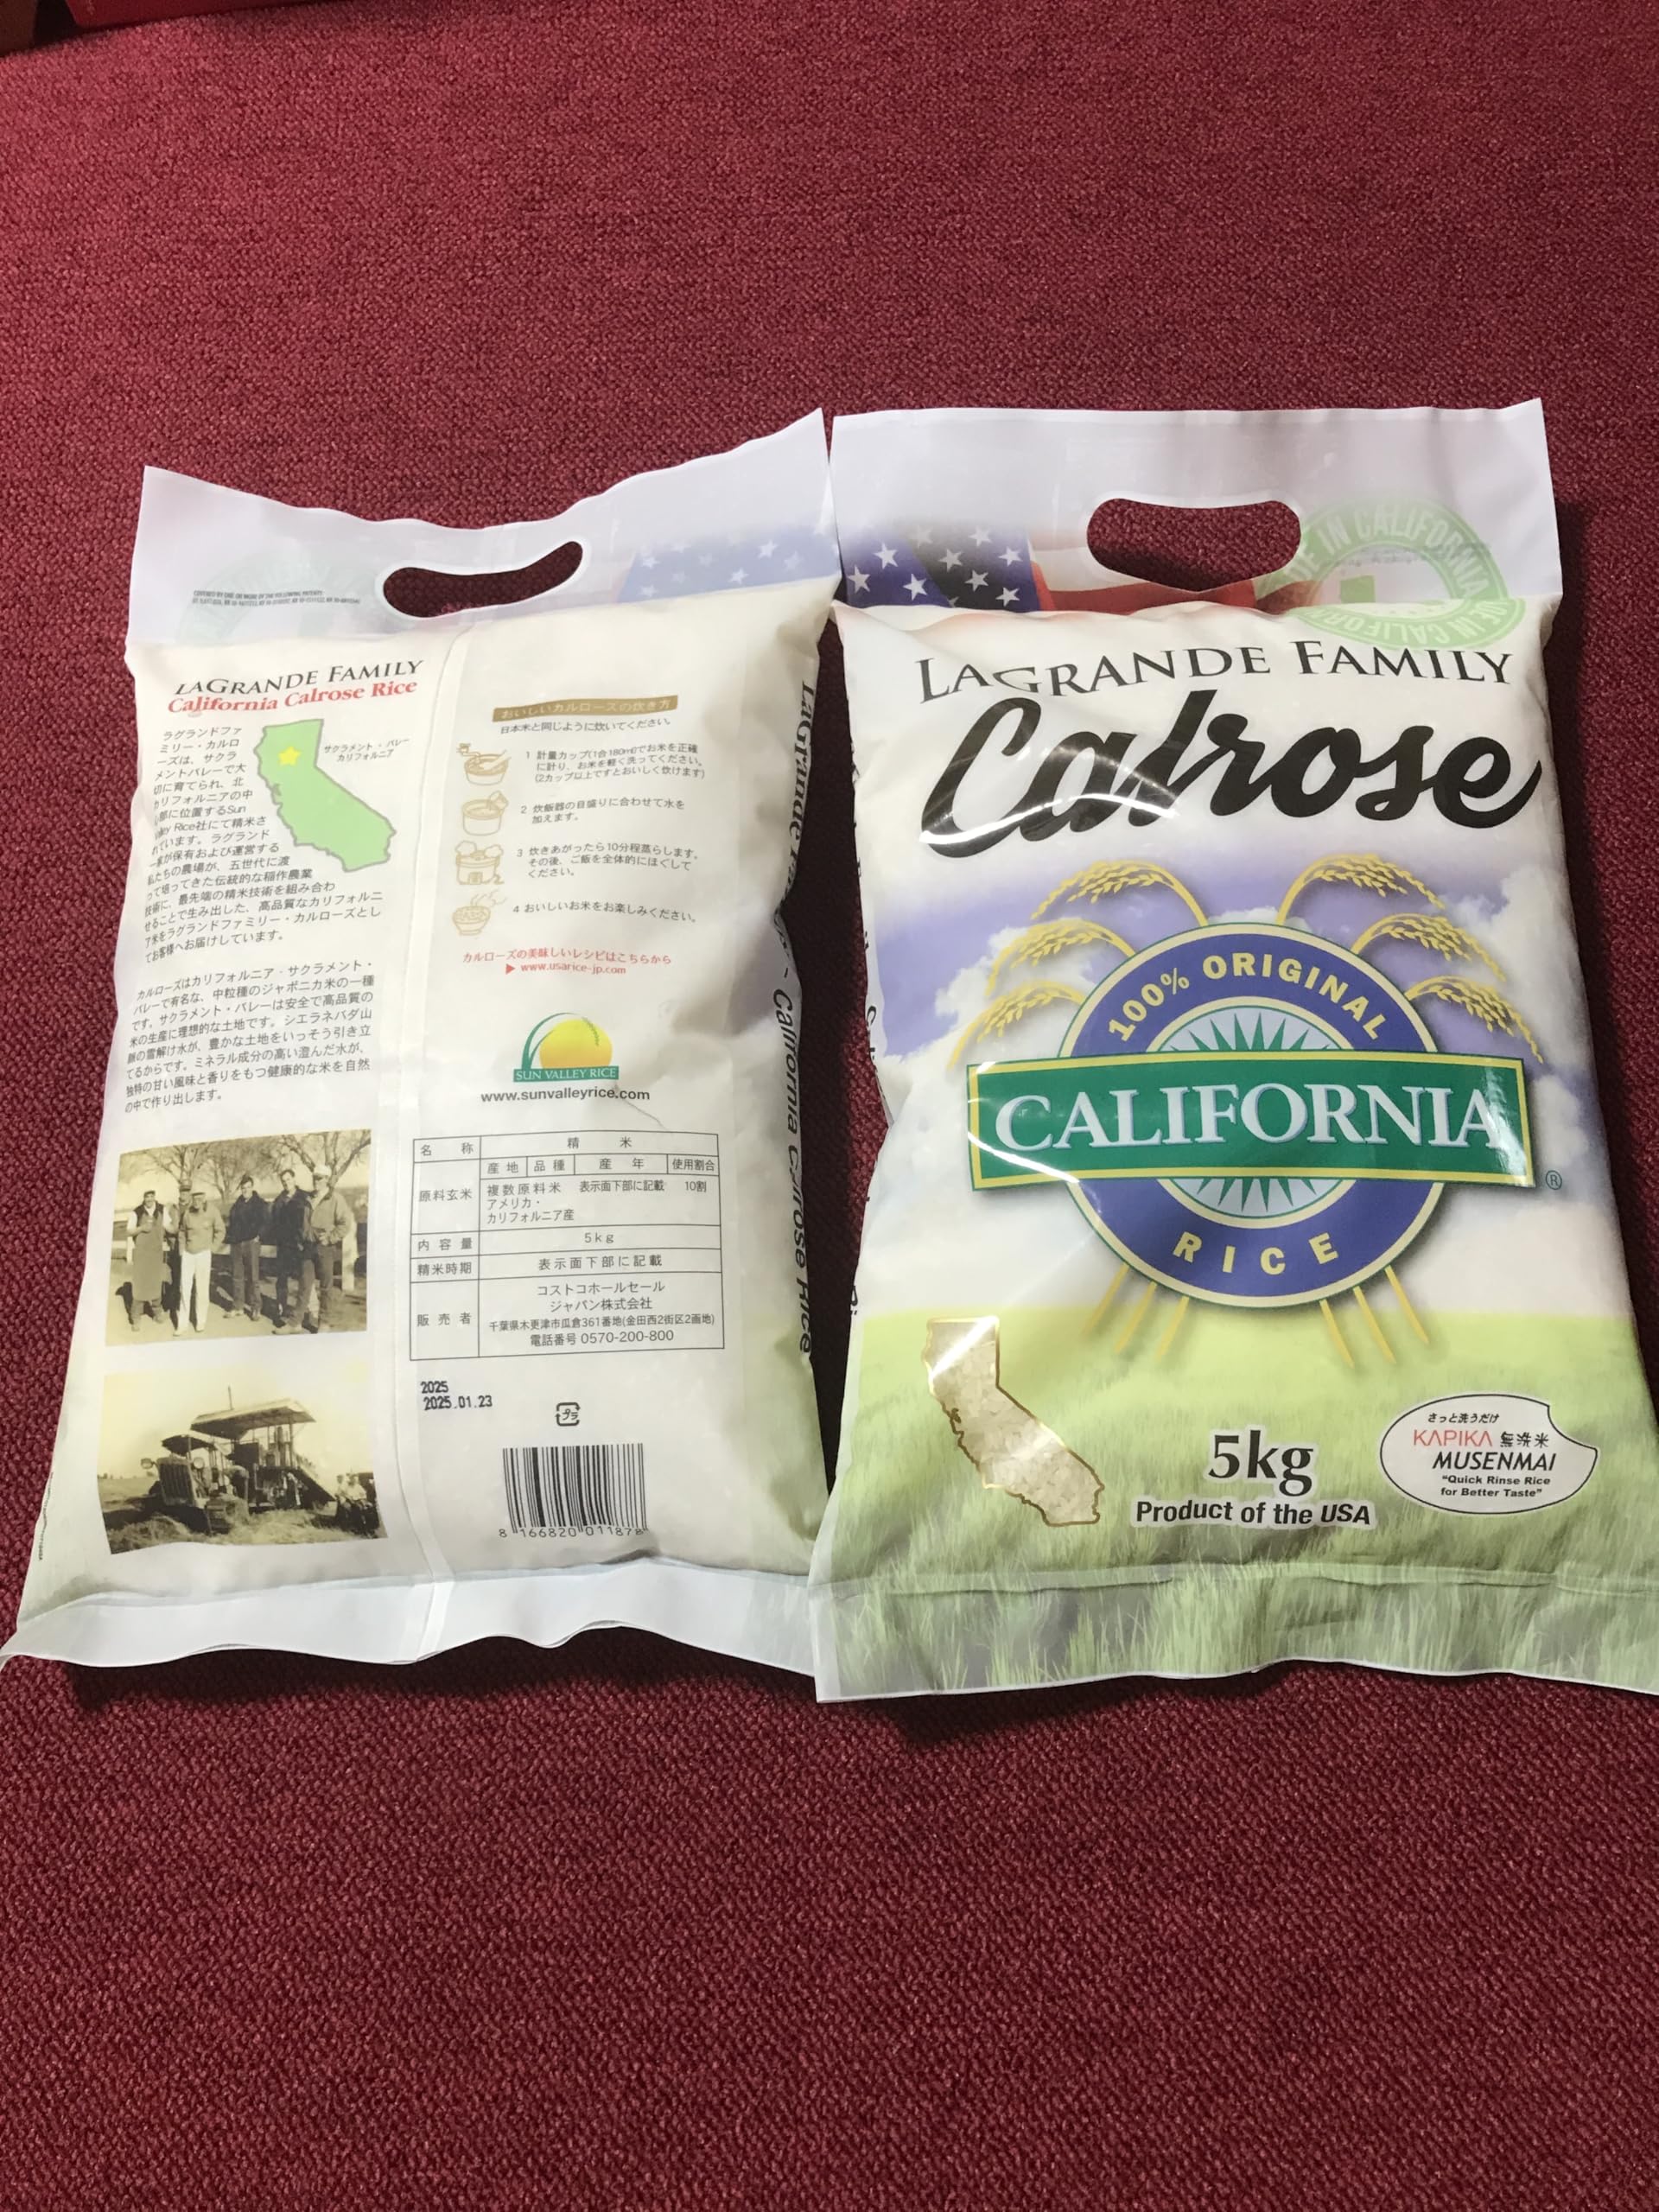 LAGRANDE FAMILY
California Calrose Rice
ラグランドファ
ミリー・カルロ
ーズは、サクラ
メントバレーで大
切に育てられ、北
カリフォルニアの中
部に位置するSun
Rice社にて精米さ
れています。ラグランド
が保有および運営する
私たちの農場が、五世代に渡
って培ってきた伝統的な稲作農業
技術に、最先端の精米技術を組み合わ
せることで生み出した、高品質なカリフォルニ
ア米をラグランドファミリー・カルローズとし
てお客様へお届けしています。
サクラメント・バレー
カリフォルニア
カルローズはカリフォルニア・サクラメント・
バレーで有名な、中粒種のジャポニカ米の一種
です。サクラメント・バレーは安全で高品質の
米の生産に理想的な土地です。シエラネバダ山
脈の雪解け水が、豊かな土地をいっそう引き立
てるからです。ミネラル成分の高い澄んだ水が、
独特の甘い風味と香りをもつ健康的な米を自然
の中で作り出します。
おいしいカルローズの炊き方
日本米と同じように炊いてください。
1 計量カップ(1合180ml)でお米を正確
に計り、お米を軽く洗ってください。
(2カップ以上ですとおいしく炊けます)
2 炊飯器の目盛りに合わせて水を
加えます。
3 炊きあがったら10分程蒸らします。
その後、ご飯を全体的にほぐして
ください。
4 おいしいお米をお楽しみください。
カルローズの美味しいレシピはこちらから
▶ www.usarice-jp.com
SUN VALLEY RICE
www.sunvalleyrice.com
名称 精米
原料玄米 産地 品種 産年 使用割合
複数原料米 表示面下部に記載 10割
アメリカ・
カリフォルニア産
内容量 5kg
精米時期 表示面下部に記載
販売者 コストコホールセール
ジャパン株式会社
千葉県木更津市瓜倉361番地(金田西2街区2画地)
電話番号 0570-200-800
2025
2025.01.23
プラ
8 166820 011878
California Calrose Rice
MADE IN CALIFORNIA
LAGRANDE FAMILY
Calrose
100% ORIGINAL
CALIFORNIA
®
RICE
5kg
Product of the USA
さっと洗うだけ
KAPIKA 無洗米
MUSENMAI
"Quick Rinse Rice
for Better Taste"